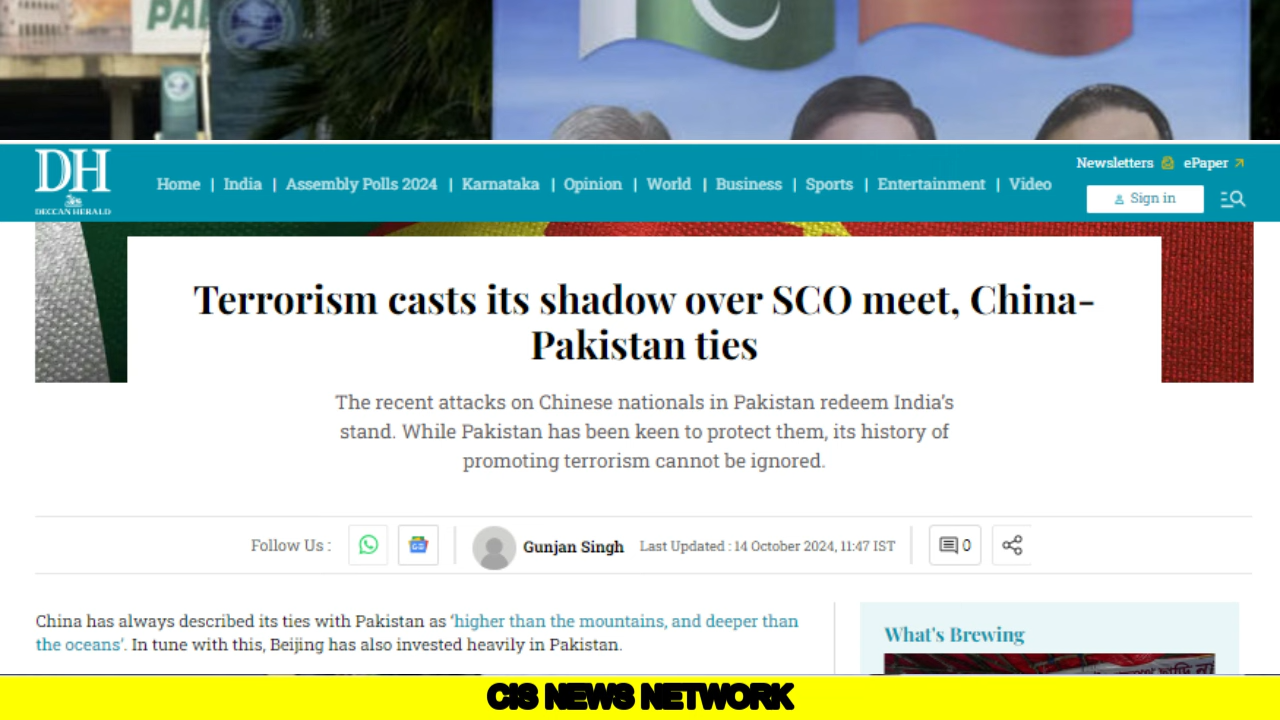 PAK
DH
DECCAN HERALD
Home | India | Assembly Polls 2024 | Karnataka | Opinion | World | Business | Sports | Entertainment | Video
Newsletters ePaper
Sign in
Terrorism casts its shadow over SCO meet, China-
Pakistan ties
The recent attacks on Chinese nationals in Pakistan redeem India's
stand. While Pakistan has been keen to protect them, its history of
promoting terrorism cannot be ignored.
Follow Us :
Gunjan Singh
Last Updated : 14 October 2024, 11:47 IST
0
China has always described its ties with Pakistan as ‘higher than the mountains, and deeper than
the oceans’. In tune with this, Beijing has also invested heavily in Pakistan.
What's Brewing
CIS NEWS NETWORK